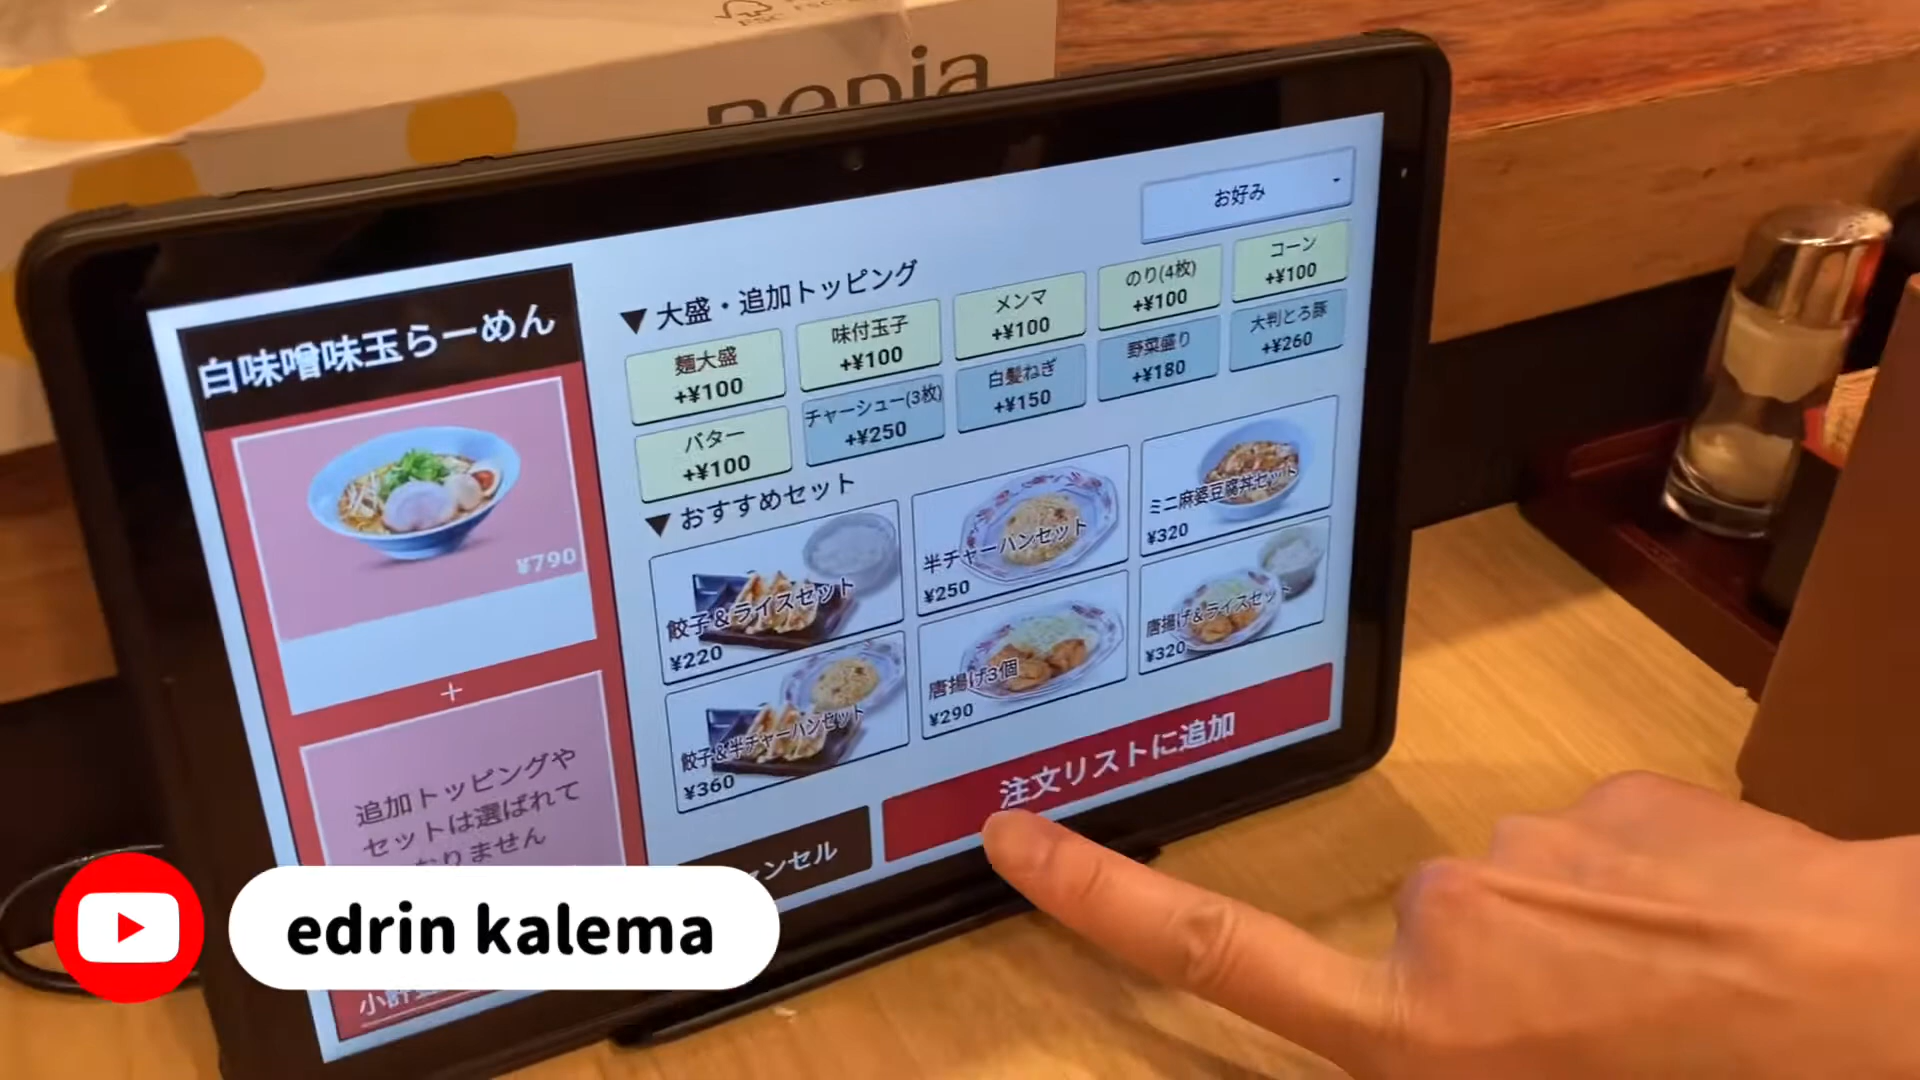 nepia
お好み
白味噌味玉らーめん
¥790
+
追加トッピングや
セットは選ばれて
おりません
▼大盛・追加トッピング
麺大盛
+¥100
味付玉子
+¥100
メンマ
+¥100
のり(4枚)
+¥100
コーン
+¥100
バター
+¥100
チャーシュー(3枚)
+¥250
白髪ねぎ
+¥150
野菜盛り
+¥180
大判とろ豚
+¥260
▼おすすめセット
餃子&ライスセット
¥220
半チャーハンセット
¥250
ミニ麻婆豆腐丼セット
¥320
餃子&半チャーハンセット
¥360
唐揚げ3個
¥290
唐揚げ&ライスセット
¥320
ンセル
注文リストに追加
edrin kalema